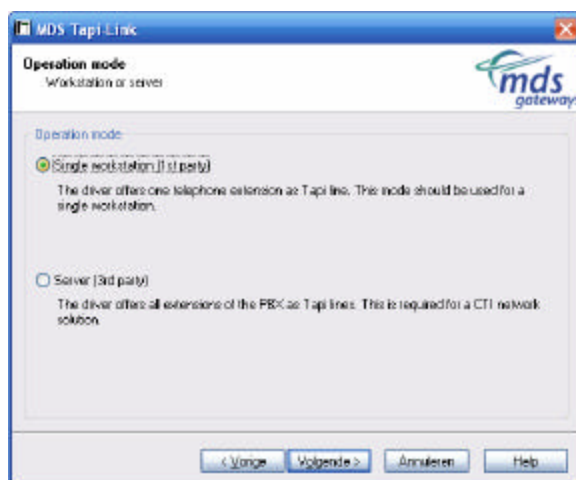 MDS Tapi-Link
Operation mode
Workstation or server
mds
gateways
Operation mode
Single workstation (1st party)
The driver offers one telephone extension as Tapi line. This mode should be used for a
single workstation.
Server (3rd party)
The driver offers all extensions of the PBX as Tapi lines. This is required for a CTI network
solution.
< Vorige
Volgende >
Annuleren
Help